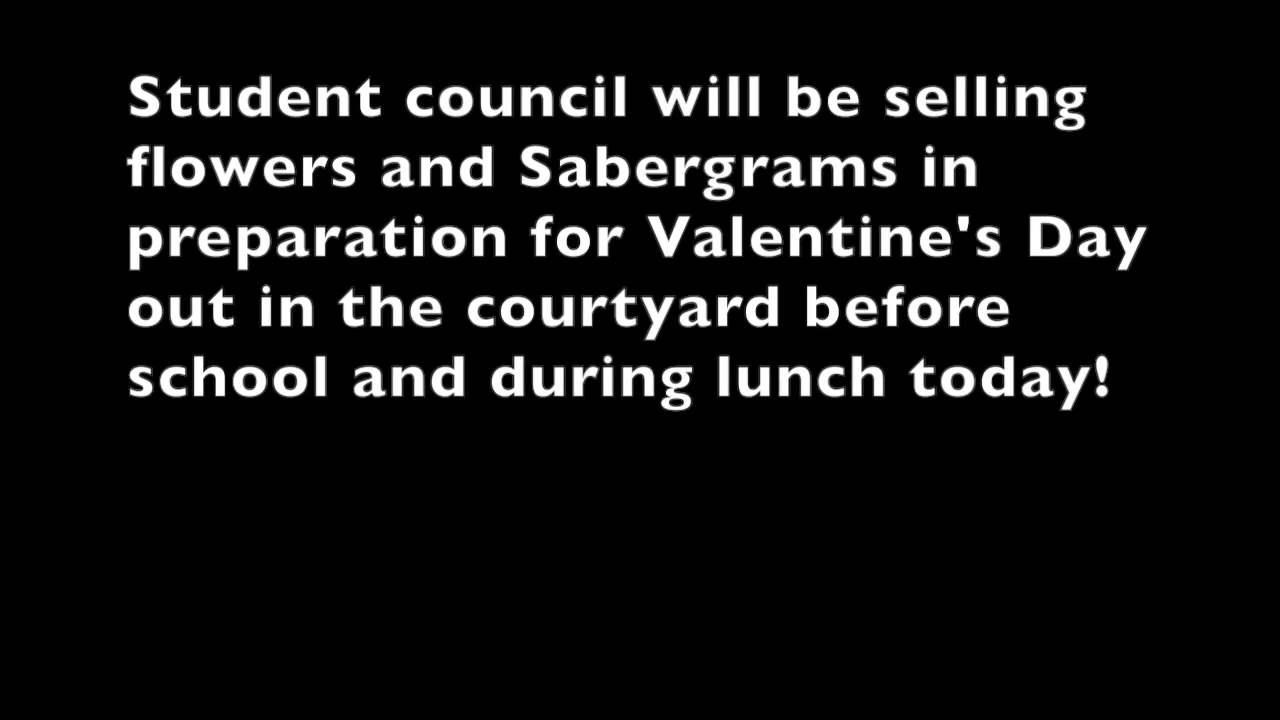 Student council will be selling
flowers and Sabergrams in
preparation for Valentine's Day
out in the courtyard before
school and during lunch today!